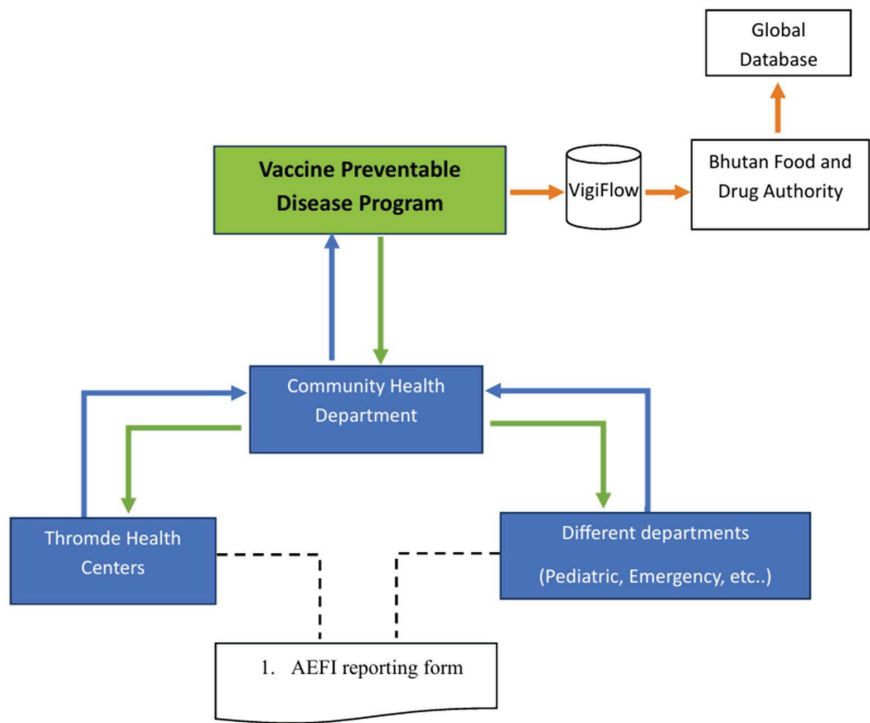 Global
Database
Vaccine Preventable
Disease Program
VigiFlow
Bhutan Food and
Drug Authority
Community Health
Department
Thromde Health
Centers
Different departments
(Pediatric, Emergency, etc..)
1. AEFI reporting form